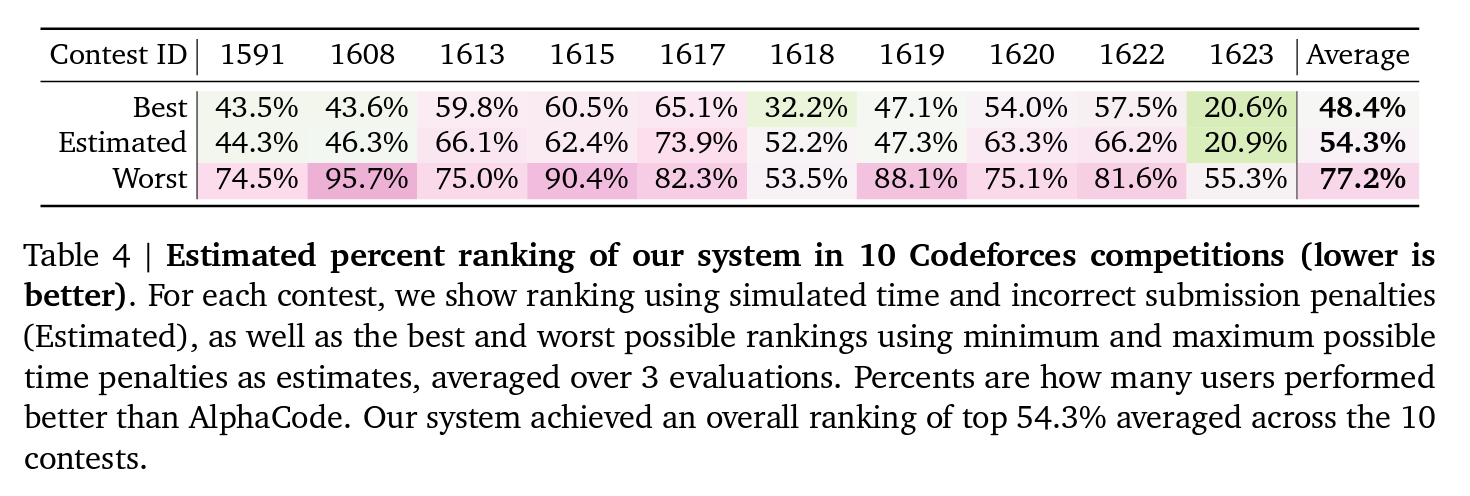 Contest ID 1591 1608 1613 1615 1617 1618 1619 1620 1622 1623 Average
Best 43.5% 43.6% 59.8% 60.5% 65.1% 32.2% 47.1% 54.0% 57.5% 20.6% 48.4%
Estimated 44.3% 46.3% 66.1% 62.4% 73.9% 52.2% 47.3% 63.3% 66.2% 20.9% 54.3%
Worst 74.5% 95.7% 75.0% 90.4% 82.3% 53.5% 88.1% 75.1% 81.6% 55.3% 77.2%
Table 4 | Estimated percent ranking of our system in 10 Codeforces competitions (lower is
better). For each contest, we show ranking using simulated time and incorrect submission penalties
(Estimated), as well as the best and worst possible rankings using minimum and maximum possible
time penalties as estimates, averaged over 3 evaluations. Percents are how many users performed
better than AlphaCode. Our system achieved an overall ranking of top 54.3% averaged across the 10
contests.